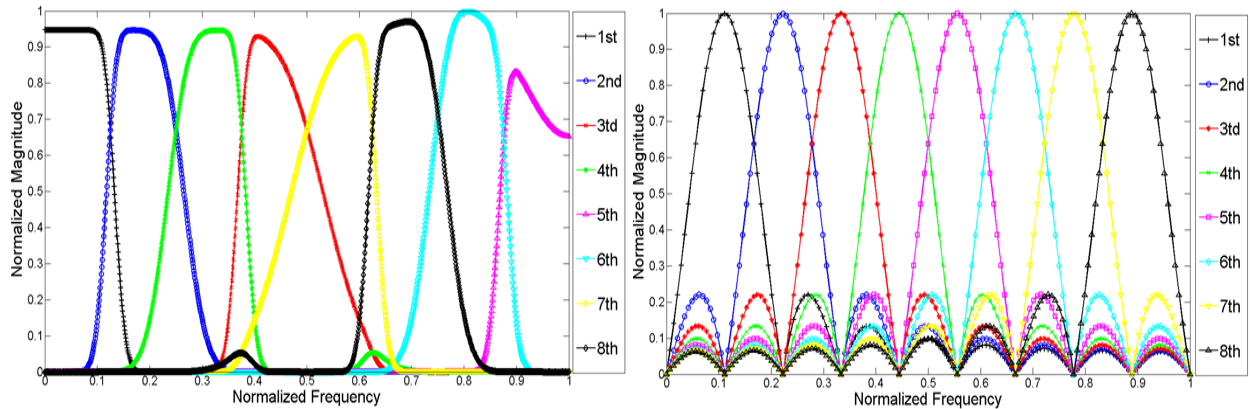 1
0.9
0.8
0.7
0.6
0.5
0.4
0.3
0.2
0.1
0
0 0.1 0.2 0.3 0.4 0.5 0.6 0.7 0.8 0.9 1
Normalized Magnitude
Normalized Frequency
1st
2nd
3td
4th
5th
6th
7th
8th
1
0.9
0.8
0.7
0.6
0.5
0.4
0.3
0.2
0.1
0
0 0.1 0.2 0.3 0.4 0.5 0.6 0.7 0.8 0.9 1
Normalized Magnitude
Normalized Frequency
1st
2nd
3td
4th
5th
6th
7th
8th